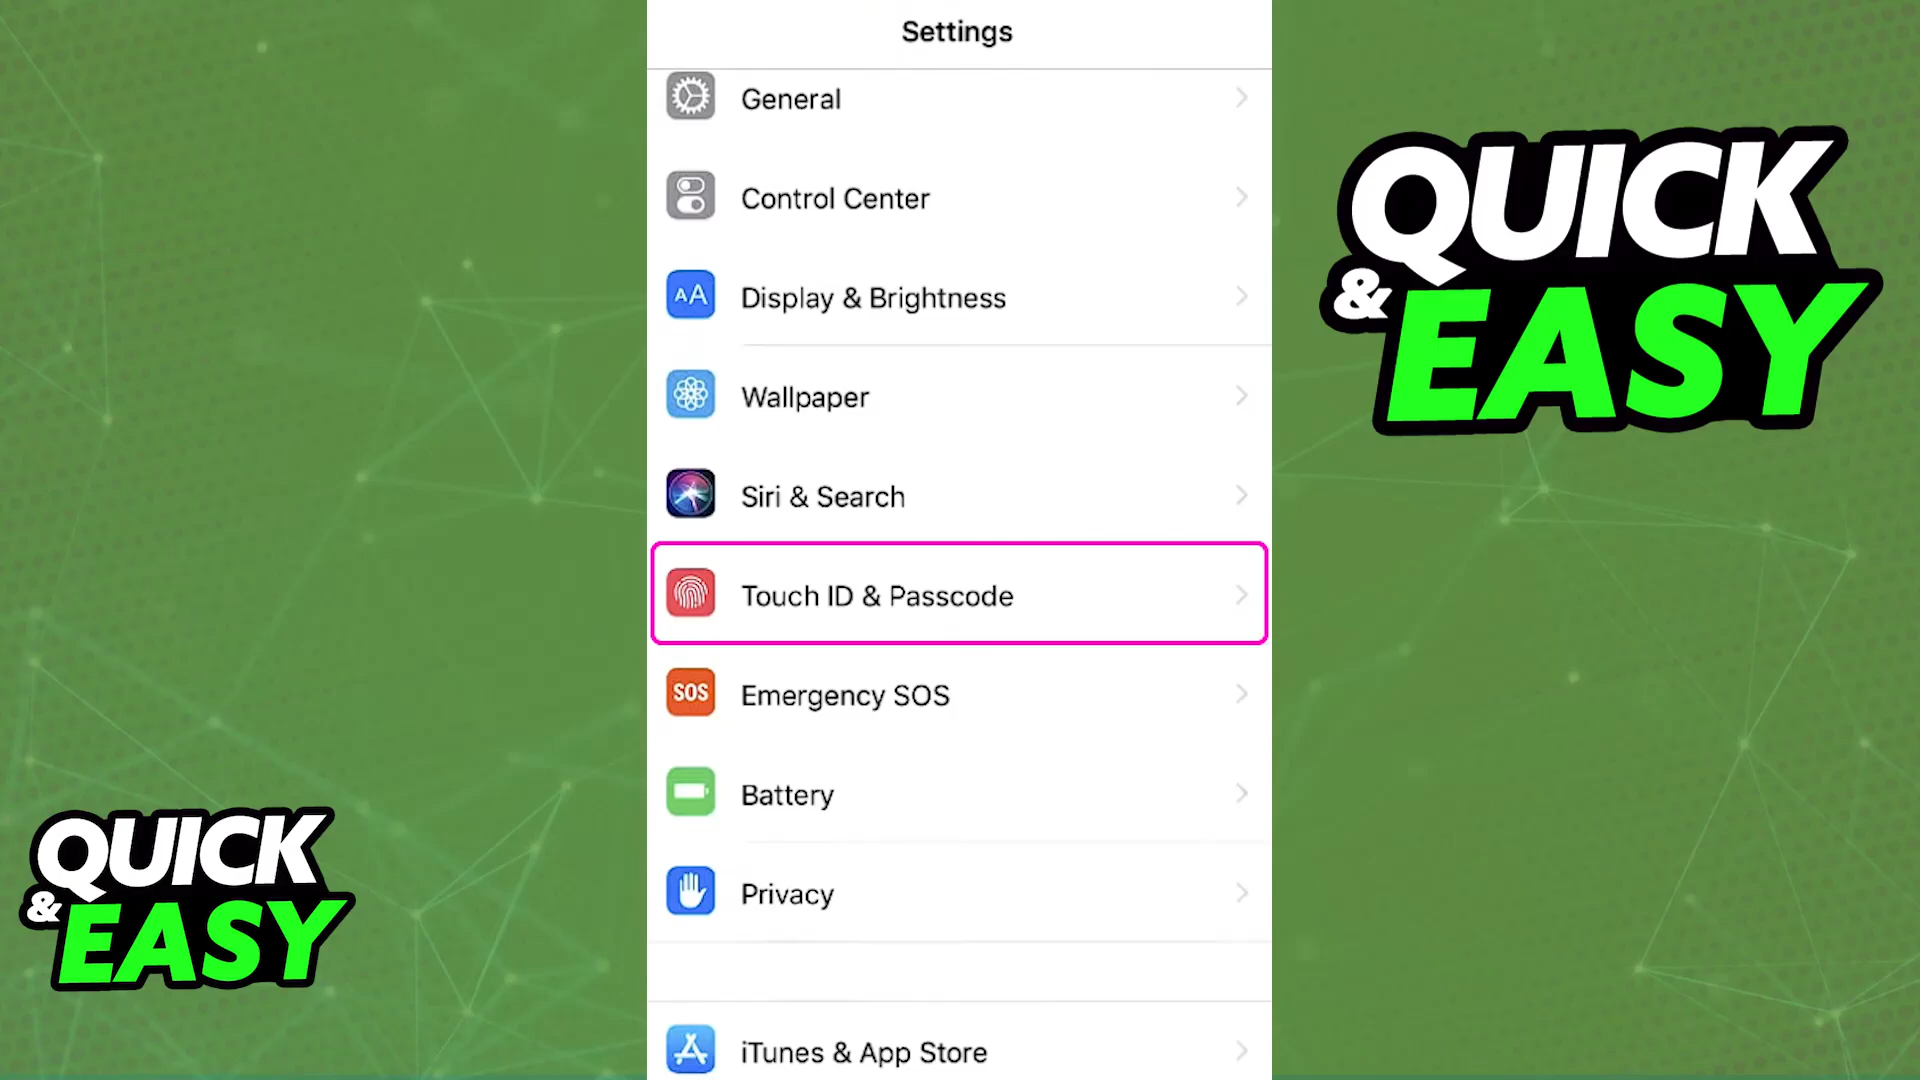 Settings
General
Control Center
Display & Brightness
Wallpaper
Siri & Search
Touch ID & Passcode
SOS
Emergency SOS
Battery
Privacy
iTunes & App Store
QUICK
& EASY
QUICK
& EASY
AA